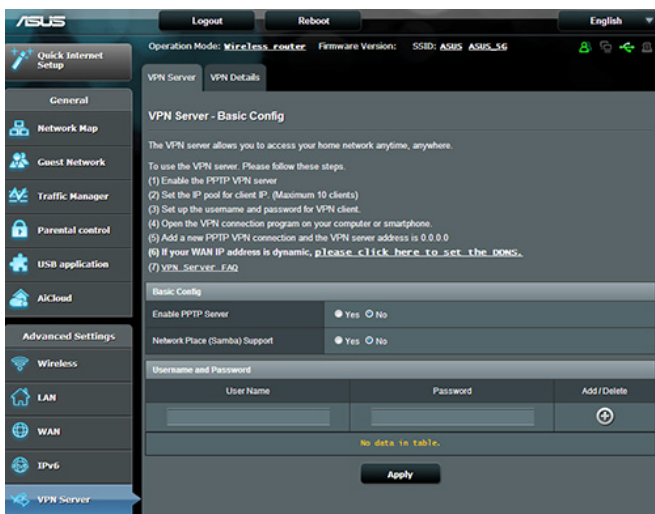 ASUS
Logout
Reboot
English
Operation Mode: Wireless router Firmware Version: SSID: ASUS ASUS_5G
Quick Internet
Setup
General
Network Map
Guest Network
Traffic Manager
Parental control
USB application
AiCloud
Advanced Settings
Wireless
LAN
WAN
IPv6
VPN Server
VPN Server
VPN Details
VPN Server - Basic Config
The VPN server allows you to access your home network anytime, anywhere.
To use the VPN server. Please follow these steps.
(1) Enable the PPTP VPN server
(2) Set the IP pool for client IP. (Maximum 10 clients)
(3) Set up the username and password for VPN client.
(4) Open the VPN connection program on your computer or smartphone.
(5) Add a new PPTP VPN connection and the VPN server address is 0.0.0.0
(6) If your WAN IP address is dynamic, please click here to set the DDNS.
(7) VPN Server FAQ
Basic Config
Enable PPTP Server
Yes No
Network Place (Samba) Support
Yes No
Username and Password
User Name
Password
Add / Delete
No data in table.
Apply